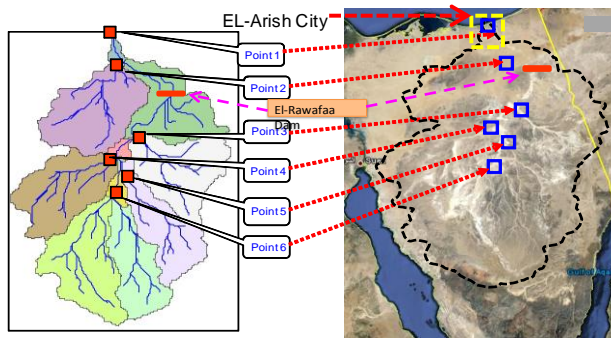 EL-Arish City
Point 1
Point 2
El-Rawafaa
Dam
Point 3
Point 4
Point 5
Point 6